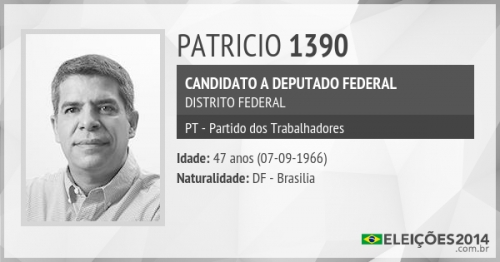 PATRICIO 1390
CANDIDATO A DEPUTADO FEDERAL
DISTRITO FEDERAL
PT - Partido dos Trabalhadores
Idade: 47 anos (07-09-1966)
Naturalidade: DF - Brasilia
ELEIÇÕES2014
.com.br